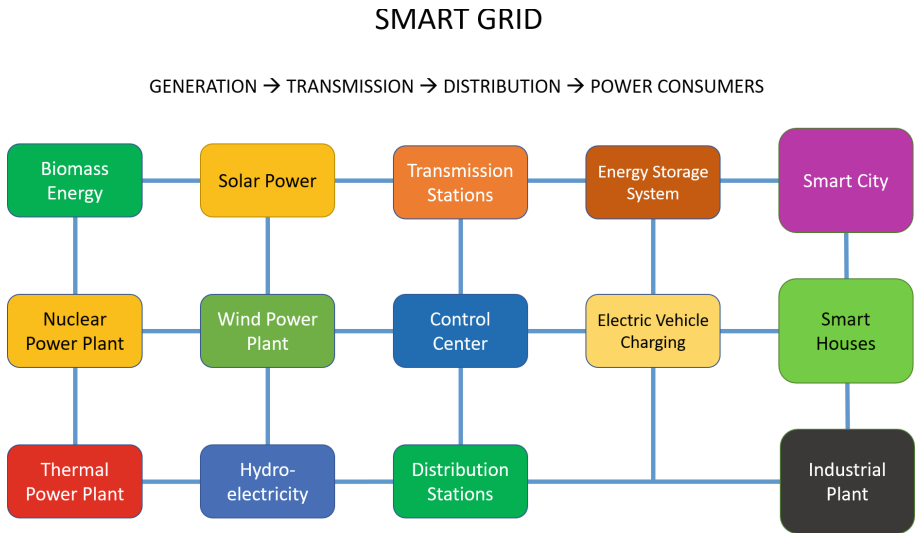 SMART GRID
GENERATION → TRANSMISSION → DISTRIBUTION → POWER CONSUMERS
Biomass
Energy
Solar Power
Transmission
Stations
Energy Storage
System
Smart City
Nuclear
Power Plant
Wind Power
Plant
Control
Center
Electric Vehicle
Charging
Smart
Houses
Thermal
Power Plant
Hydro-
electricity
Distribution
Stations
Industrial
Plant